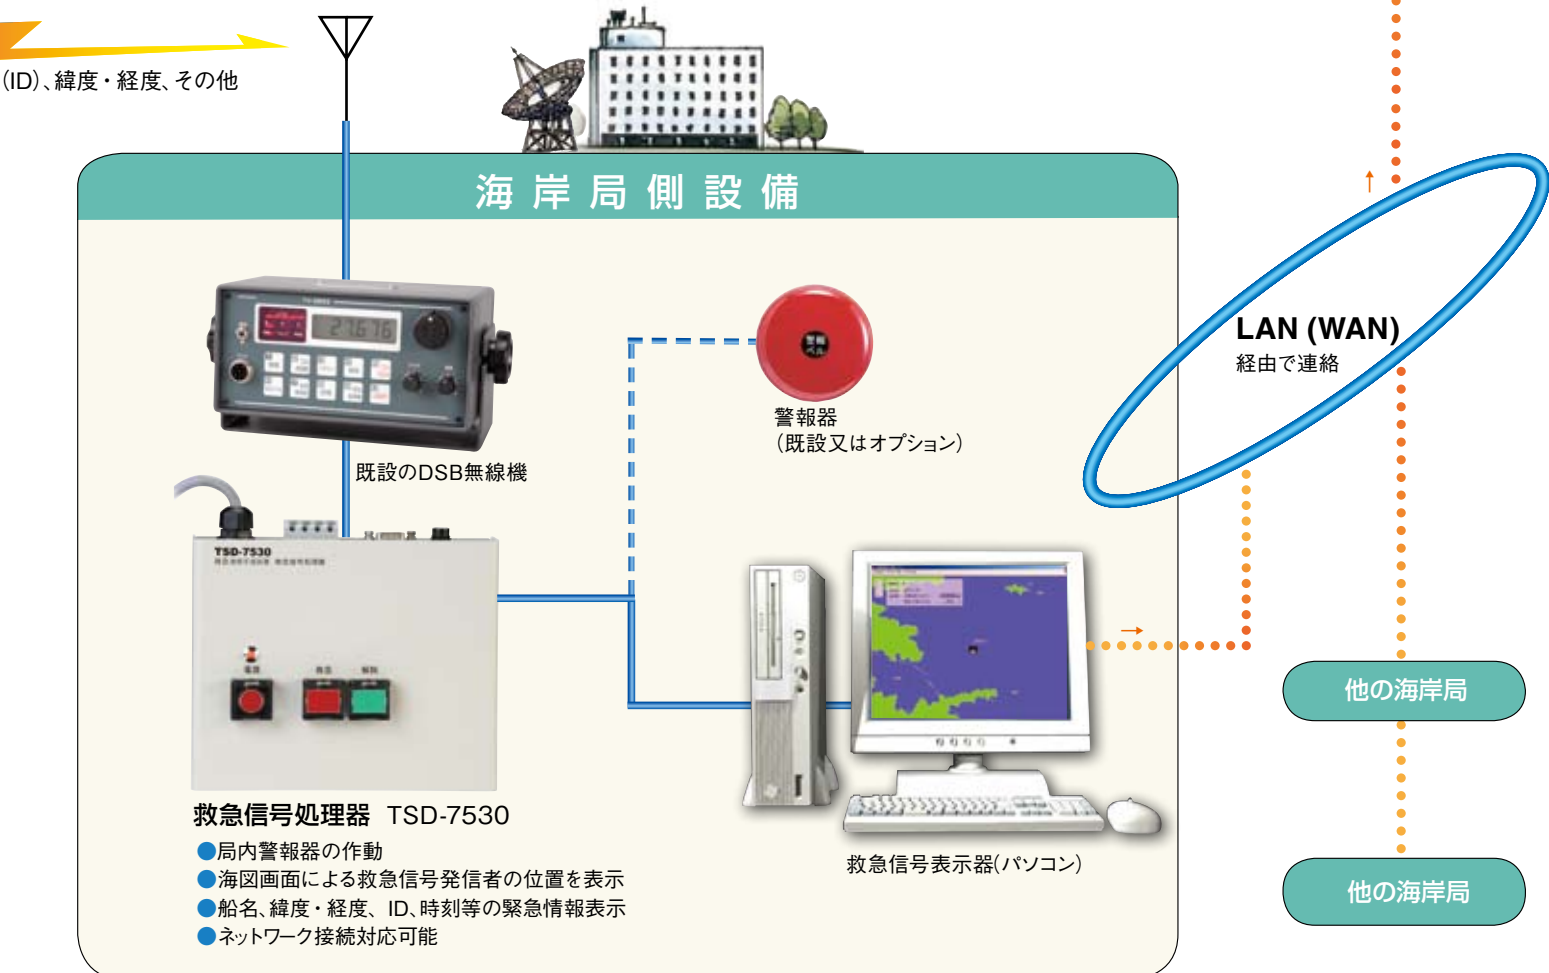 (ID)、緯度・経度、その他
海岸局側設備
27.676
警報
ベル
LAN (WAN)
経由で連絡
警報器
(既設又はオプション)
既設のDSB無線機
TSD-7530
他の海岸局
救急信号処理器 TSD-7530
●局内警報器の作動
●海図画面による救急信号発信者の位置を表示
●船名、緯度・経度、ID、時刻等の緊急情報表示
●ネットワーク接続対応可能
救急信号表示器(パソコン)
他の海岸局
→
→